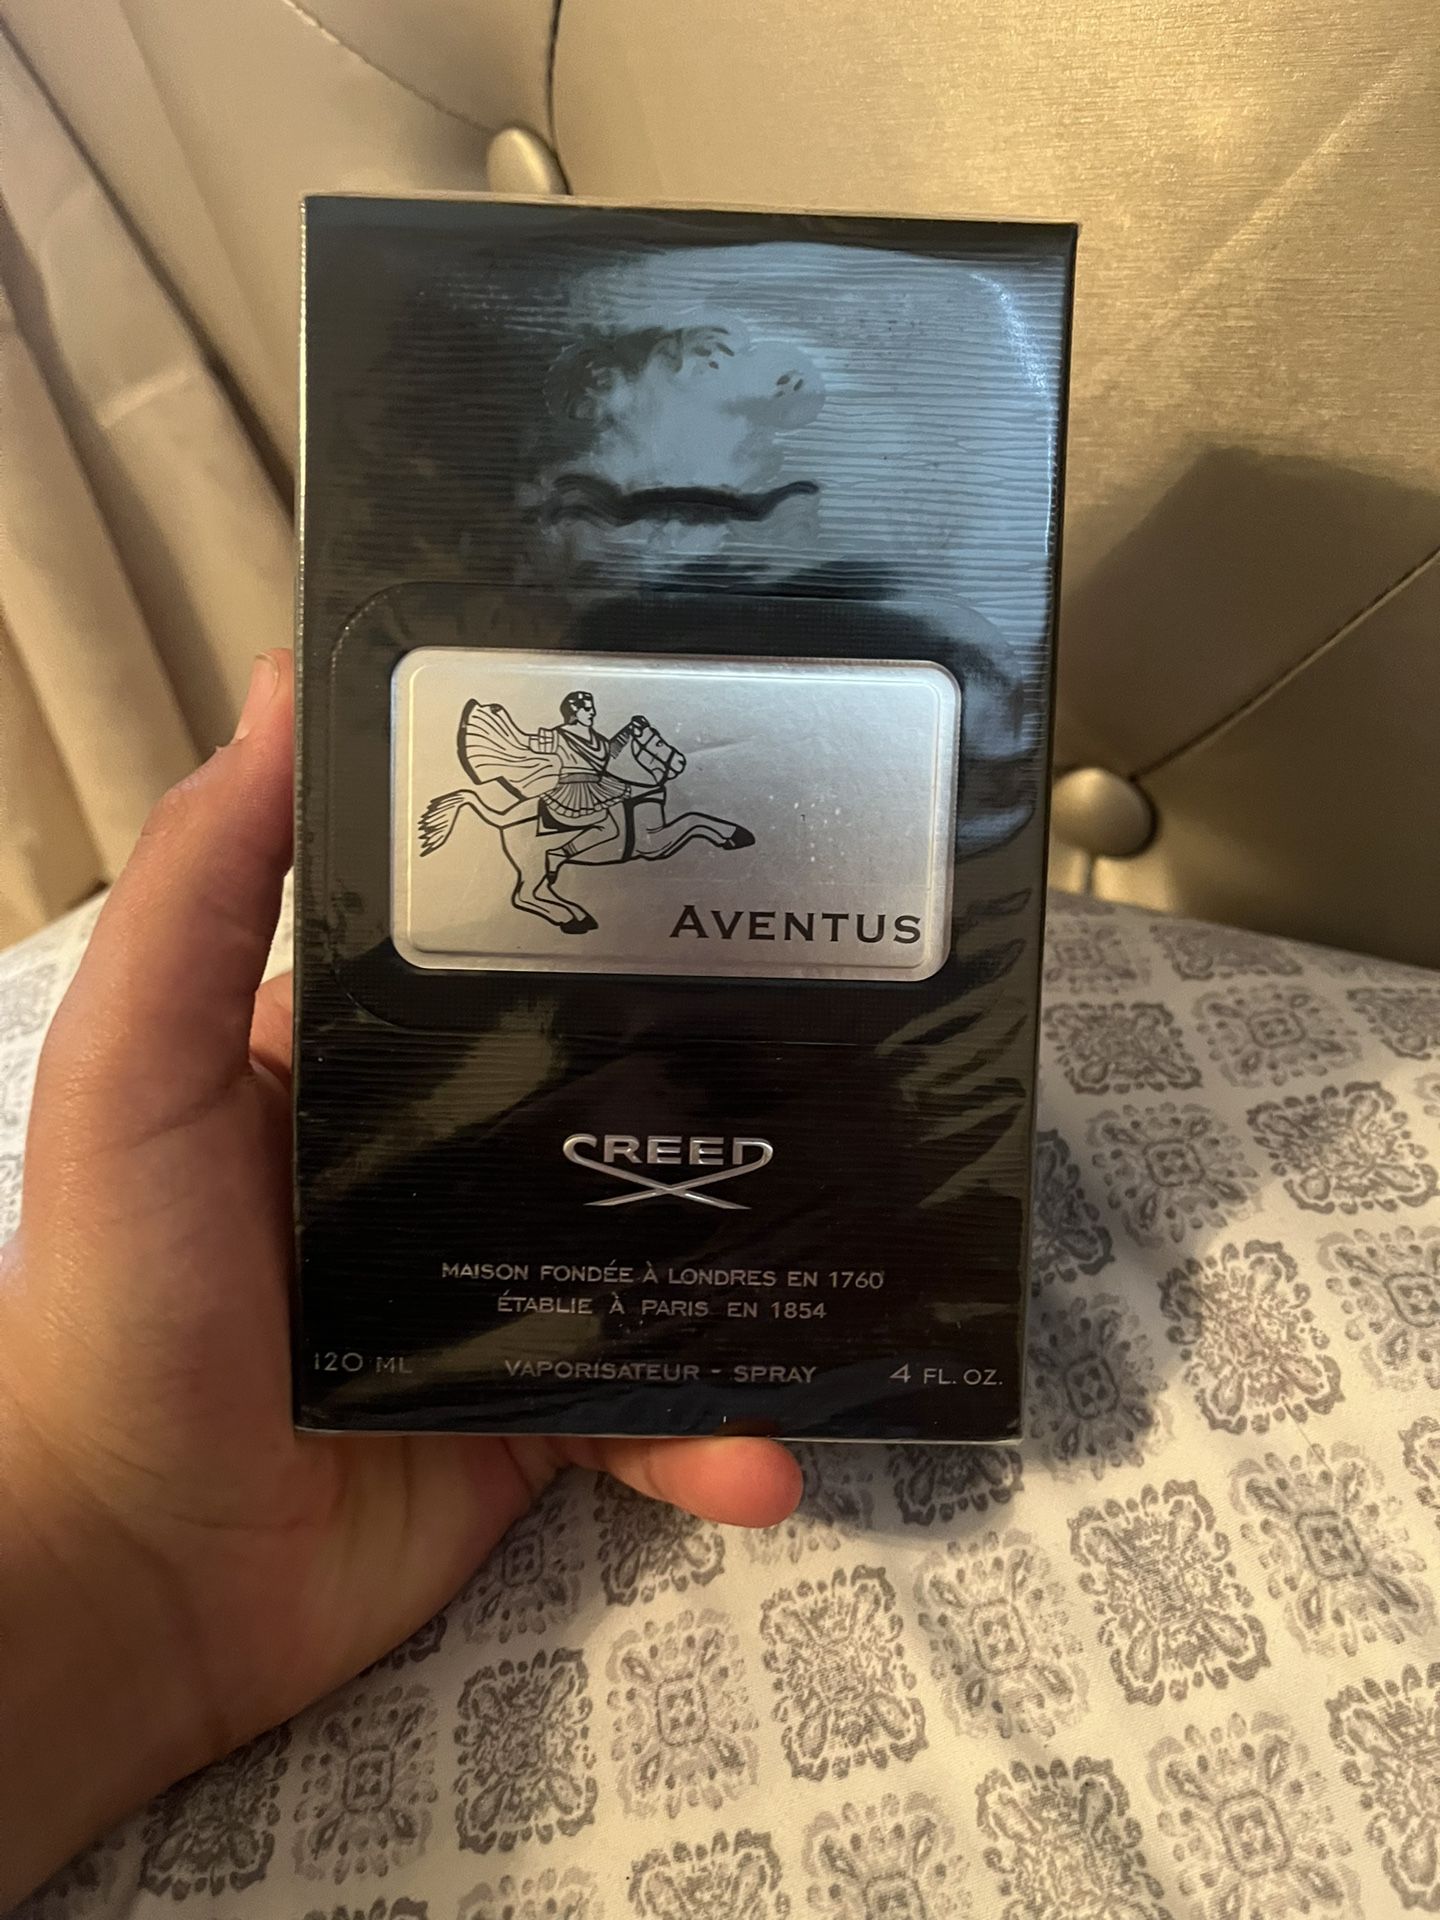 AVENTUS
CREED
MAISON FONDÉE À LONDRES EN 1760
ÉTABLIE À PARIS EN 1854
120 ML VAPORISATEUR - SPRAY 4 FL. OZ.